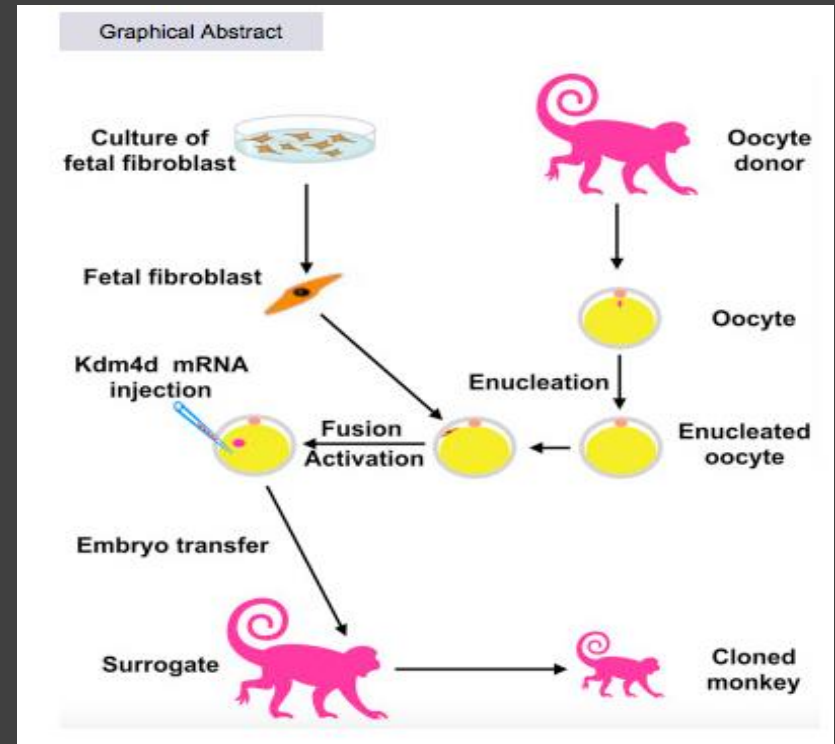 Graphical Abstract
Culture of
fetal fibroblast
Oocyte
donor
Fetal fibroblast
Oocyte
Kdm4d mRNA
injection
Enucleation
Fusion
Activation
Enucleated
oocyte
Embryo transfer
Surrogate
Cloned
monkey